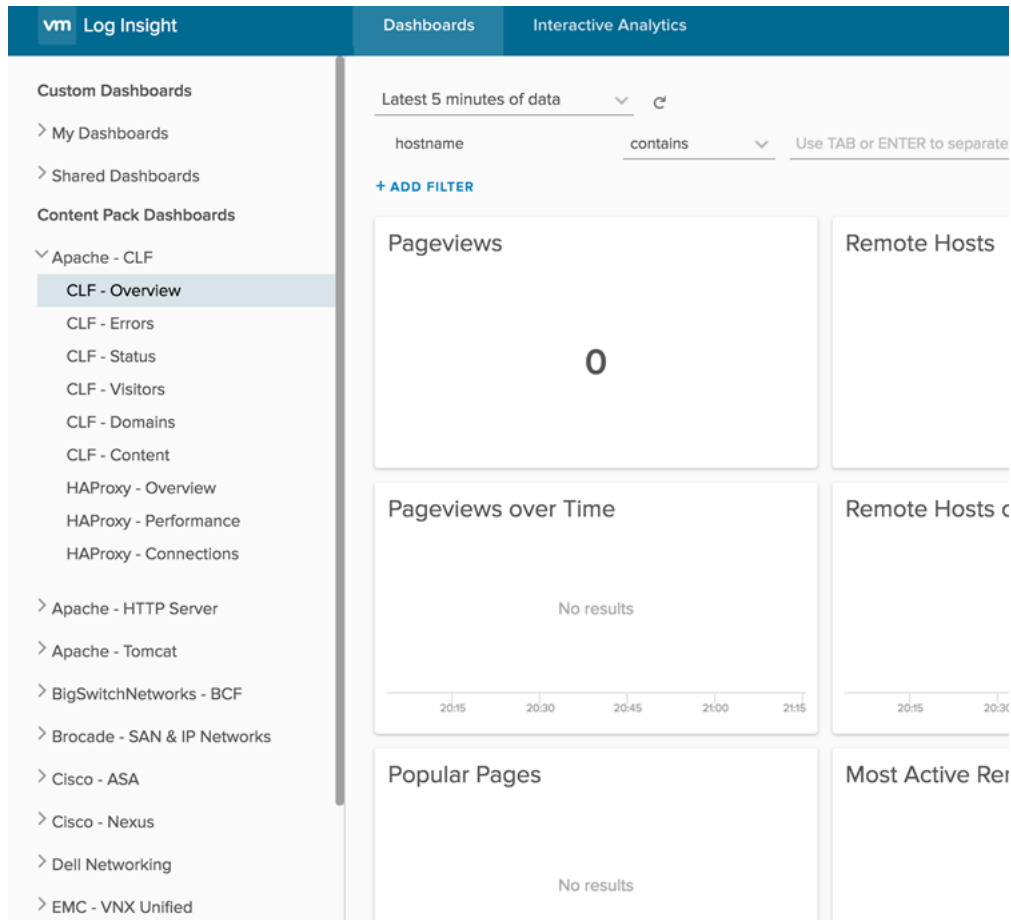 vm Log Insight
Dashboards
Interactive Analytics
Custom Dashboards
My Dashboards
Shared Dashboards
Content Pack Dashboards
Apache - CLF
CLF - Overview
CLF - Errors
CLF - Status
CLF - Visitors
CLF - Domains
CLF - Content
HAProxy - Overview
HAProxy - Performance
HAProxy - Connections
Apache - HTTP Server
Apache - Tomcat
BigSwitchNetworks - BCF
Brocade - SAN & IP Networks
Cisco - ASA
Cisco - Nexus
Dell Networking
EMC - VNX Unified
Latest 5 minutes of data
hostname contains Use TAB or ENTER to separate
+ ADD FILTER
Pageviews
0
Remote Hosts
Pageviews over Time
No results
20:15 20:30 20:45 21:00 21:15
Remote Hosts
20:15 20:30
Popular Pages
No results
Most Active